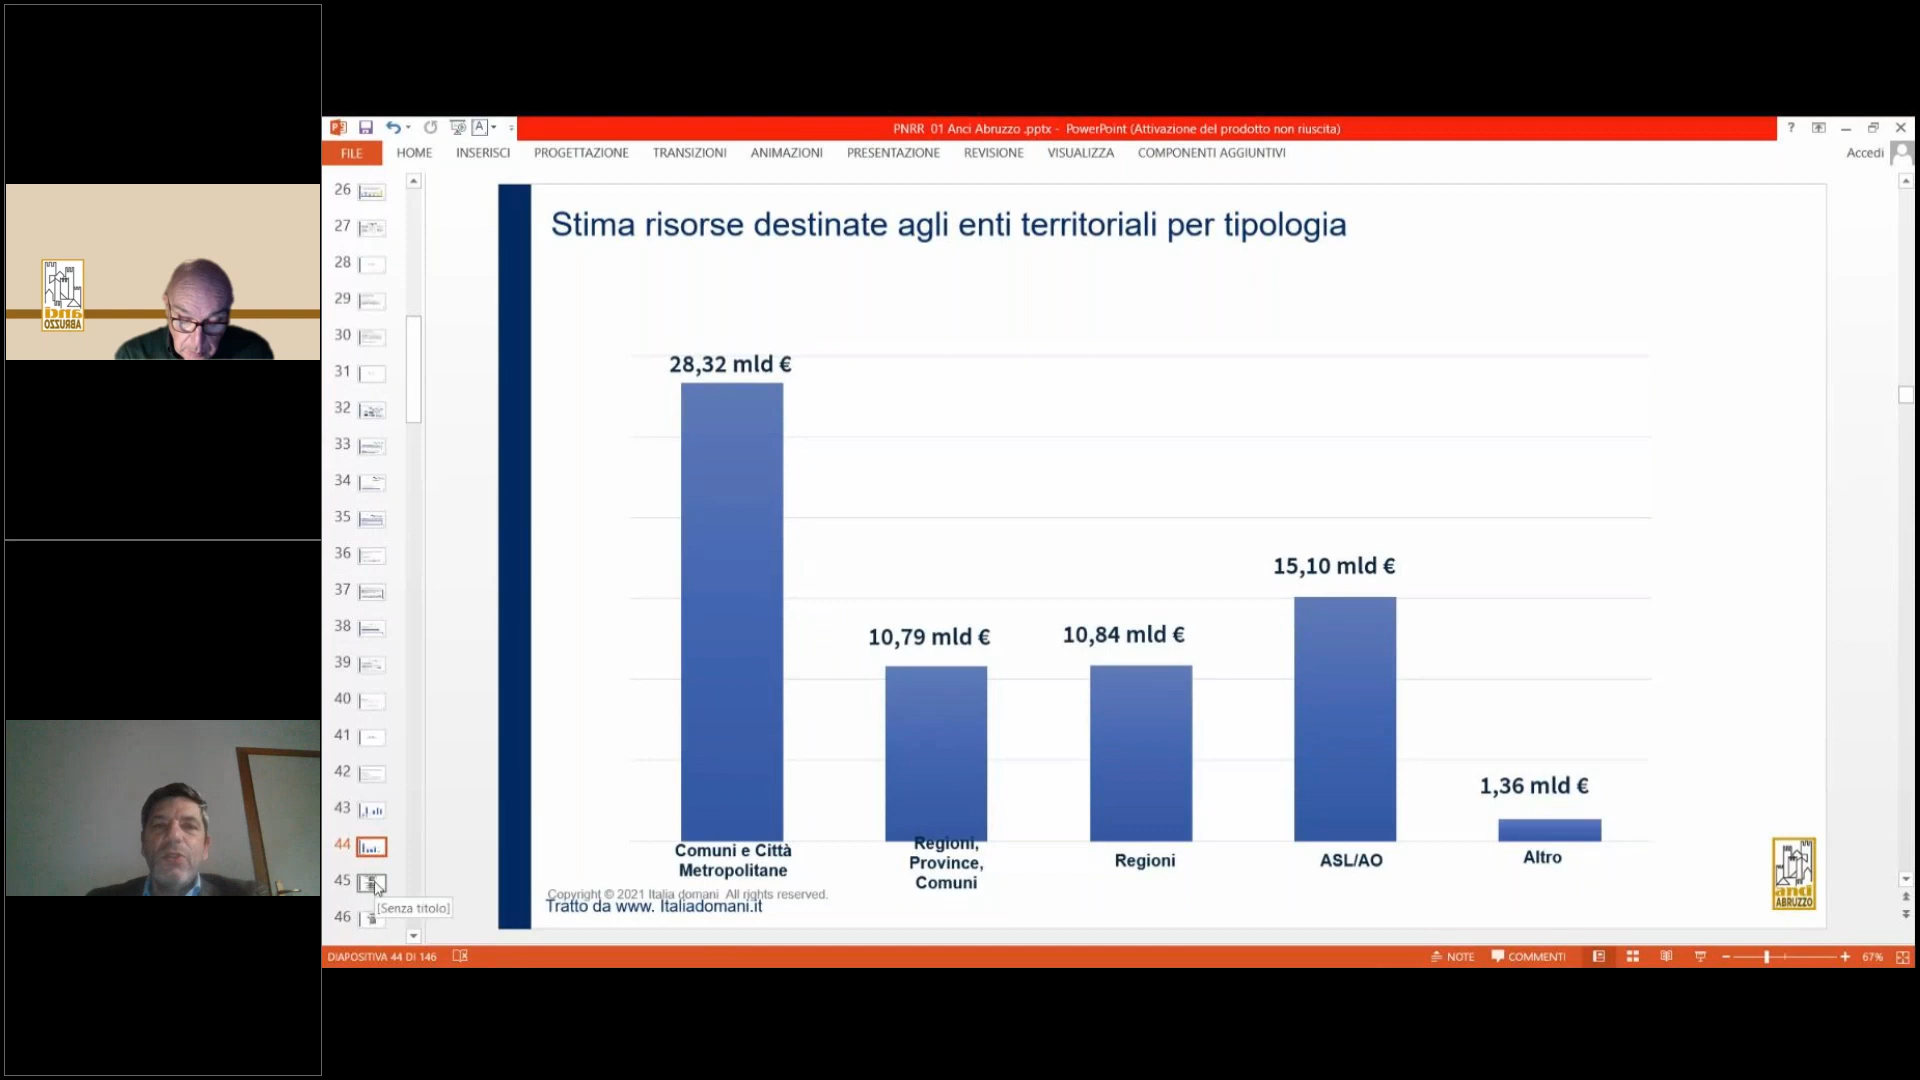 PNRR 01 Anci Abruzzo .pptx - PowerPoint (Attivazione del prodotto non riuscita)
FILE HOME INSERISCI PROGETTAZIONE TRANSIZIONI ANIMAZIONI PRESENTAZIONE REVISIONE VISUALIZZA COMPONENTI AGGIUNTIVI Accedi
26
27
28
29
30
31
32
33
34
35
36
37
38
39
40
41
42
43
44
45
46
[Senza titolo]
Stima risorse destinate agli enti territoriali per tipologia
28,32 mld €
10,79 mld €
10,84 mld €
15,10 mld €
1,36 mld €
Comuni e Città
Metropolitane
Regioni,
Province,
Comuni
Regioni
ASL/AO
Altro
Copyright © 2021 Italia domani All rights reserved.
Tratto da www. Italiadomani.it
anci
ABRUZZO
anci
ABRUZZO
DIAPOSITIVA 44 DI 146
NOTE COMMENTI 67%